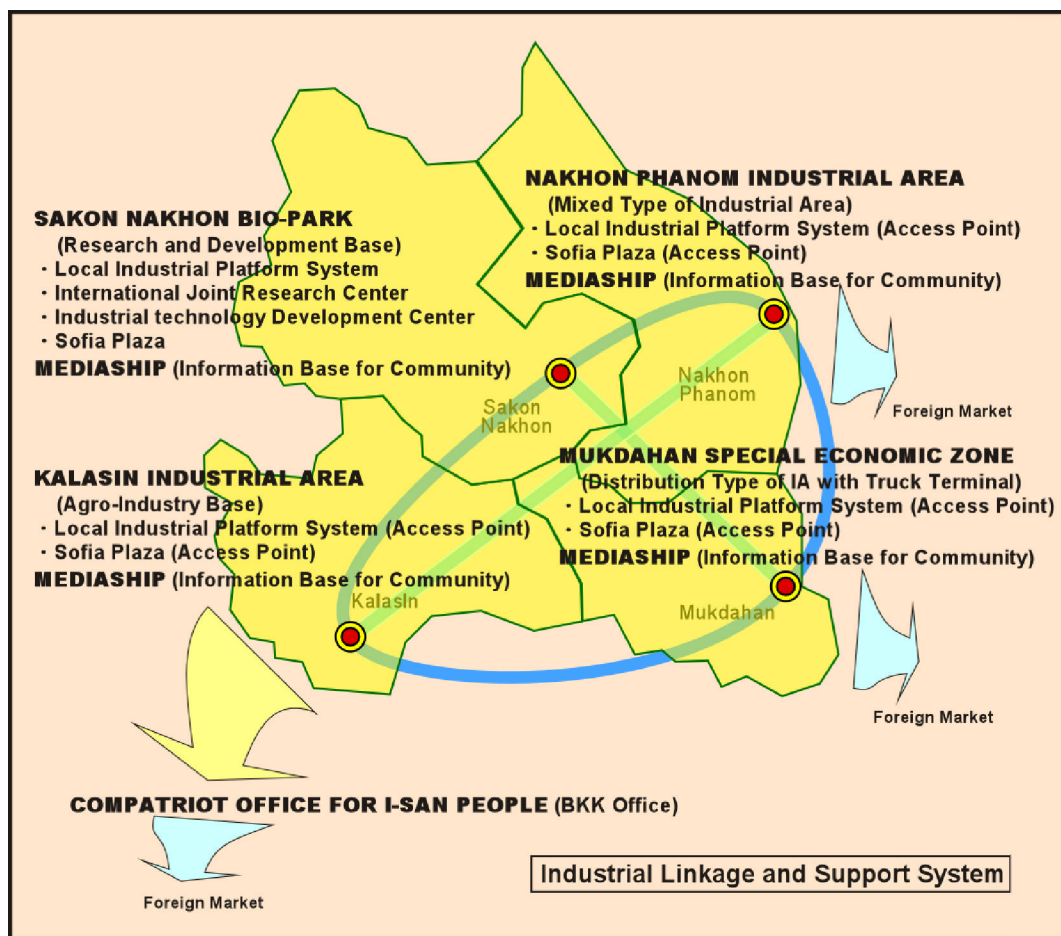 NAKHON PHANOM INDUSTRIAL AREA
(Mixed Type of Industrial Area)
· Local Industrial Platform System (Access Point)
· Sofia Plaza (Access Point)
MEDIASHIP (Information Base for Community)
SAKON NAKHON BIO-PARK
(Research and Development Base)
· Local Industrial Platform System
· International Joint Research Center
· Industrial technology Development Center
· Sofia Plaza
MEDIASHIP (Information Base for Community)
Nakhon
Phanom
Sakon
Nakhon
Foreign Market
MUKDAHAN SPECIAL ECONOMIC ZONE
(Distribution Type of IA with Truck Terminal)
· Local Industrial Platform System (Access Point)
· Sofia Plaza (Access Point)
MEDIASHIP (Information Base for Community)
KALASIN INDUSTRIAL AREA
(Agro-Industry Base)
· Local Industrial Platform System (Access Point)
· Sofia Plaza (Access Point)
MEDIASHIP (Information Base for Community)
KalasIn
Mukdahan
Foreign Market
COMPATRIOT OFFICE FOR I-SAN PEOPLE (BKK Office)
Foreign Market
Industrial Linkage and Support System